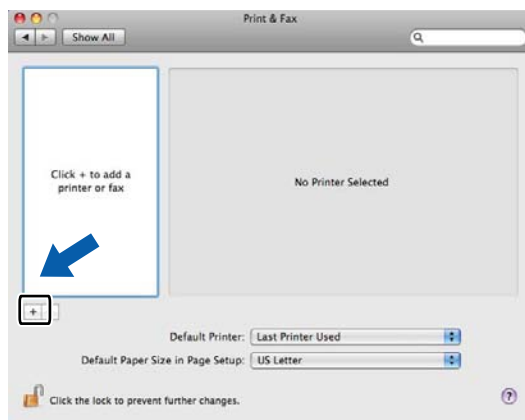 Print & Fax
Show All
Click + to add a
printer or fax
No Printer Selected
+
Default Printer: Last Printer Used
Default Paper Size in Page Setup: US Letter
Click the lock to prevent further changes.
?